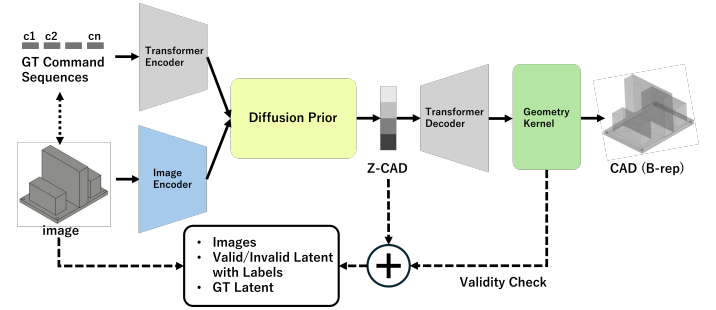 c1 c2 cn
GT Command
Sequences
Transformer
Encoder
Image
Encoder
image
Diffusion Prior
Z-CAD
Transformer
Decoder
Geometry
Kernel
CAD (B-rep)
• Images
• Valid/Invalid Latent
with Labels
• GT Latent
Validity Check